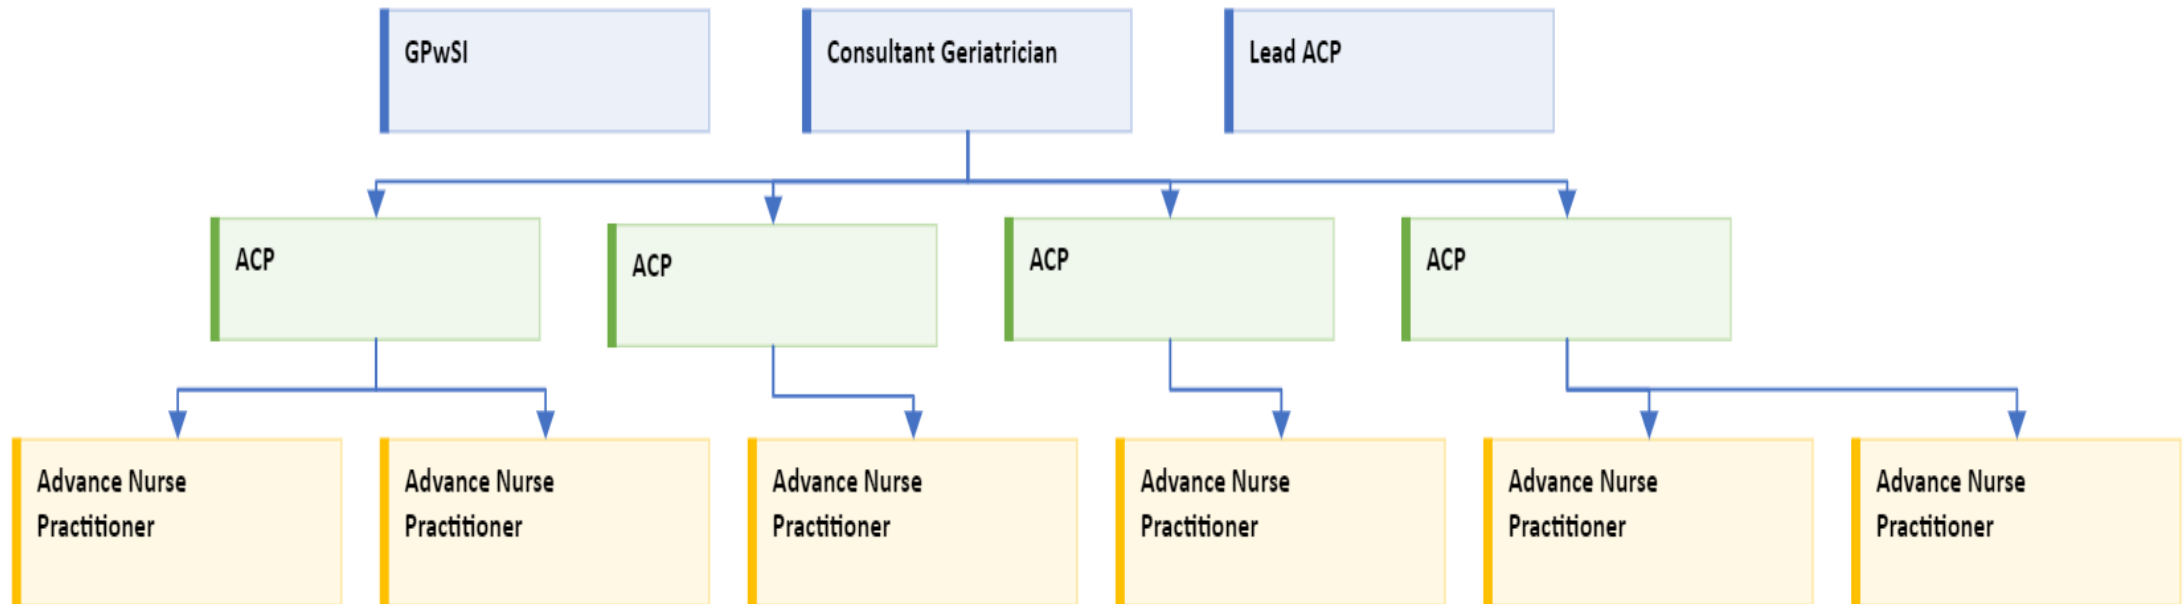 GPwSI
Consultant Geriatrician
Lead ACP
ACP
ACP
ACP
ACP
Advance Nurse
Practitioner
Advance Nurse
Practitioner
Advance Nurse
Practitioner
Advance Nurse
Practitioner
Advance Nurse
Practitioner
Advance Nurse
Practitioner